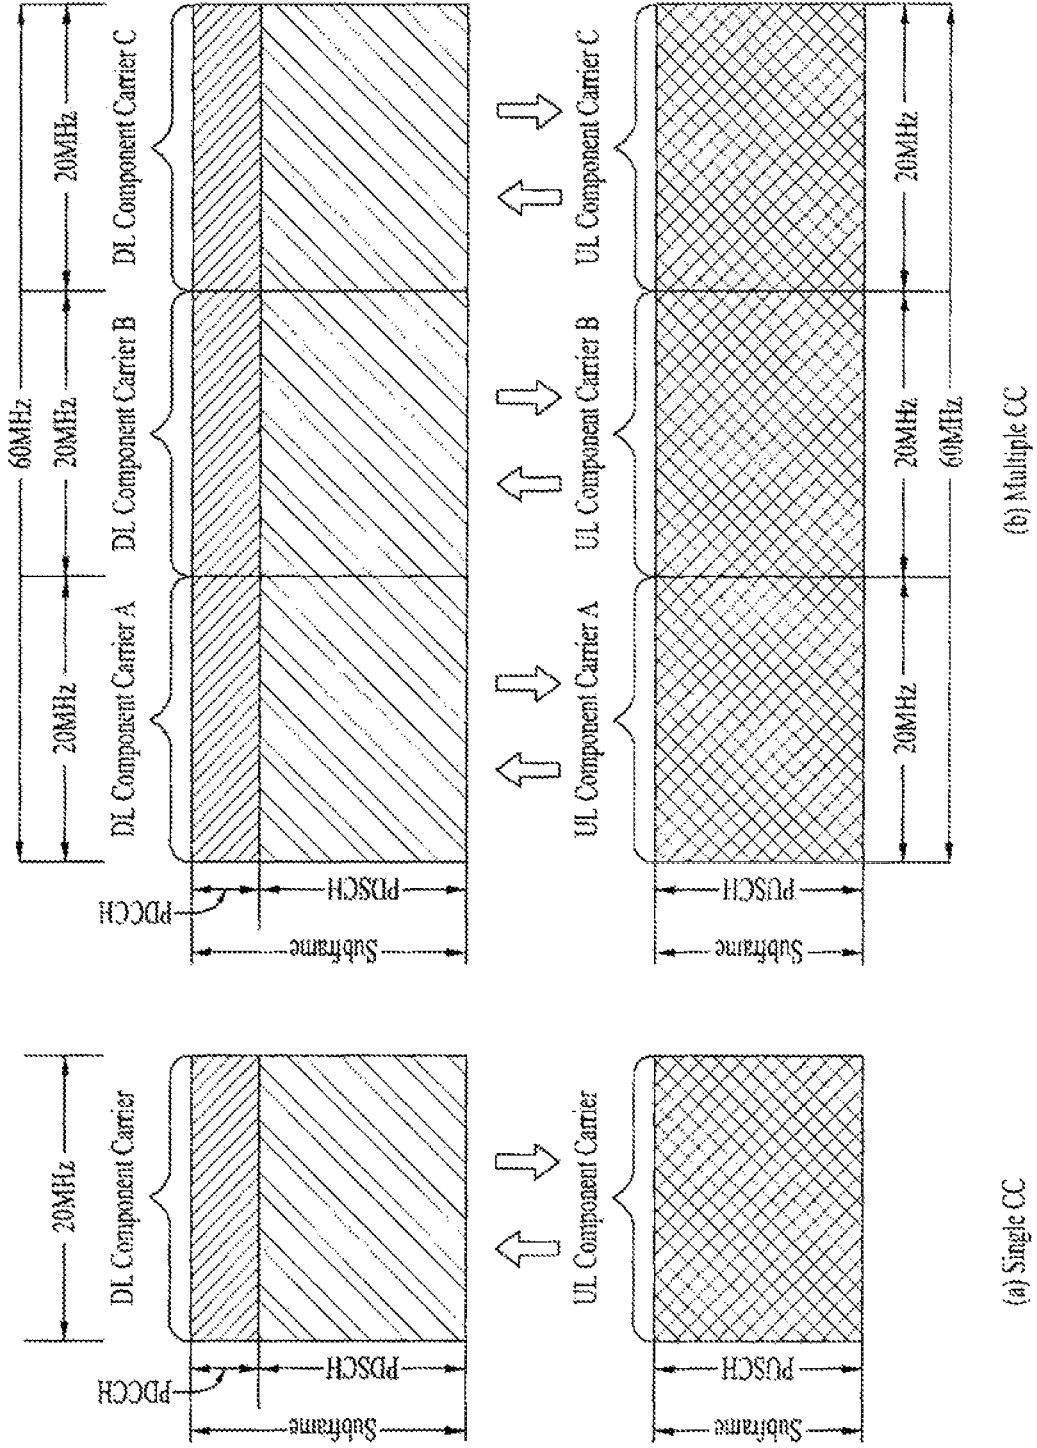 20MHz
DL Component Carrier
PDCCH
PDSCH
Subframe
UL Component Carrier
PUSCH
Subframe
(a) Single CC
60MHz
20MHz
20MHz
20MHz
DL Component Carrier A
DL Component Carrier B
DL Component Carrier C
PDCCH
PDSCH
Subframe
UL Component Carrier A
UL Component Carrier B
UL Component Carrier C
PUSCH
Subframe
20MHz
20MHz
20MHz
60MHz
(b) Multiple CC